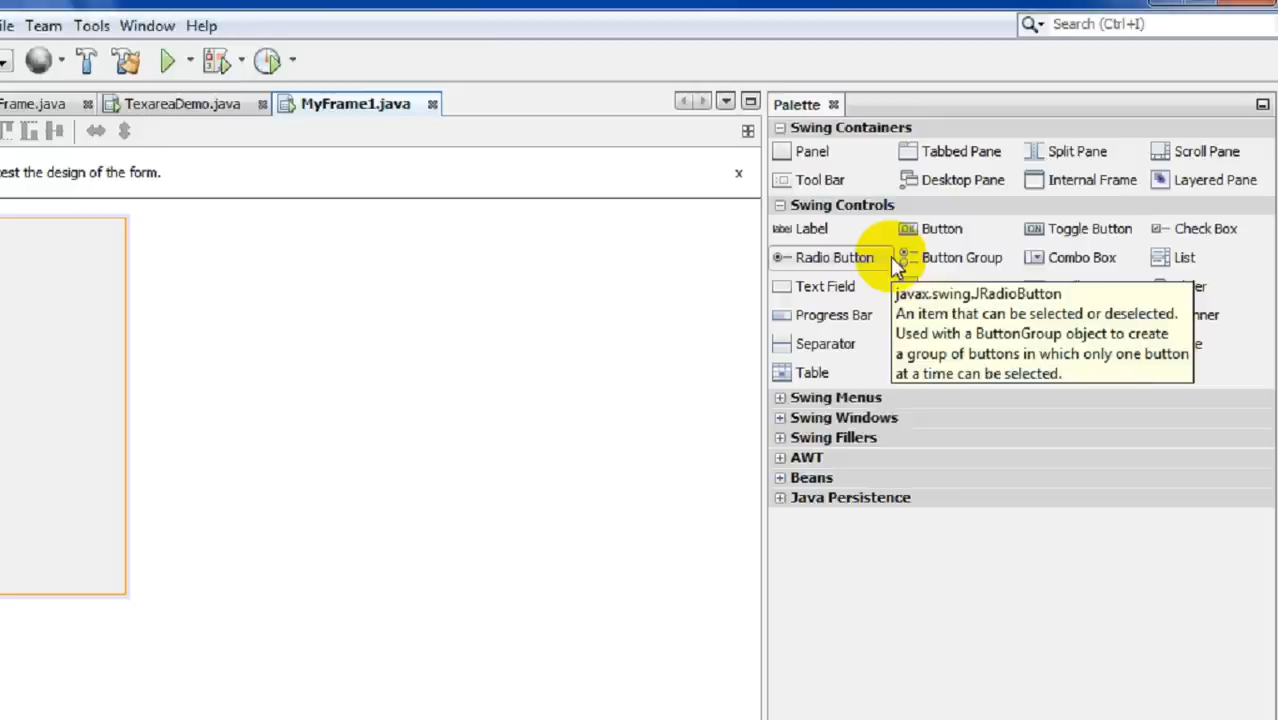 ile Team Tools Window Help
Search (Ctrl+I)
Frame.java TexareaDemo.java MyFrame1.java
est the design of the form. x
Palette
Swing Containers
Panel Tabbed Pane Split Pane Scroll Pane
Tool Bar Desktop Pane Internal Frame Layered Pane
Swing Controls
label Label OK Button ON Toggle Button Check Box
Radio Button Button Group Combo Box List
Text Field
javax.swing.JRadioButton
An item that can be selected or deselected.
Progress Bar
Used with a ButtonGroup object to create
Separator
a group of buttons in which only one button
Table
at a time can be selected.
Swing Menus
Swing Windows
Swing Fillers
AWT
Beans
Java Persistence